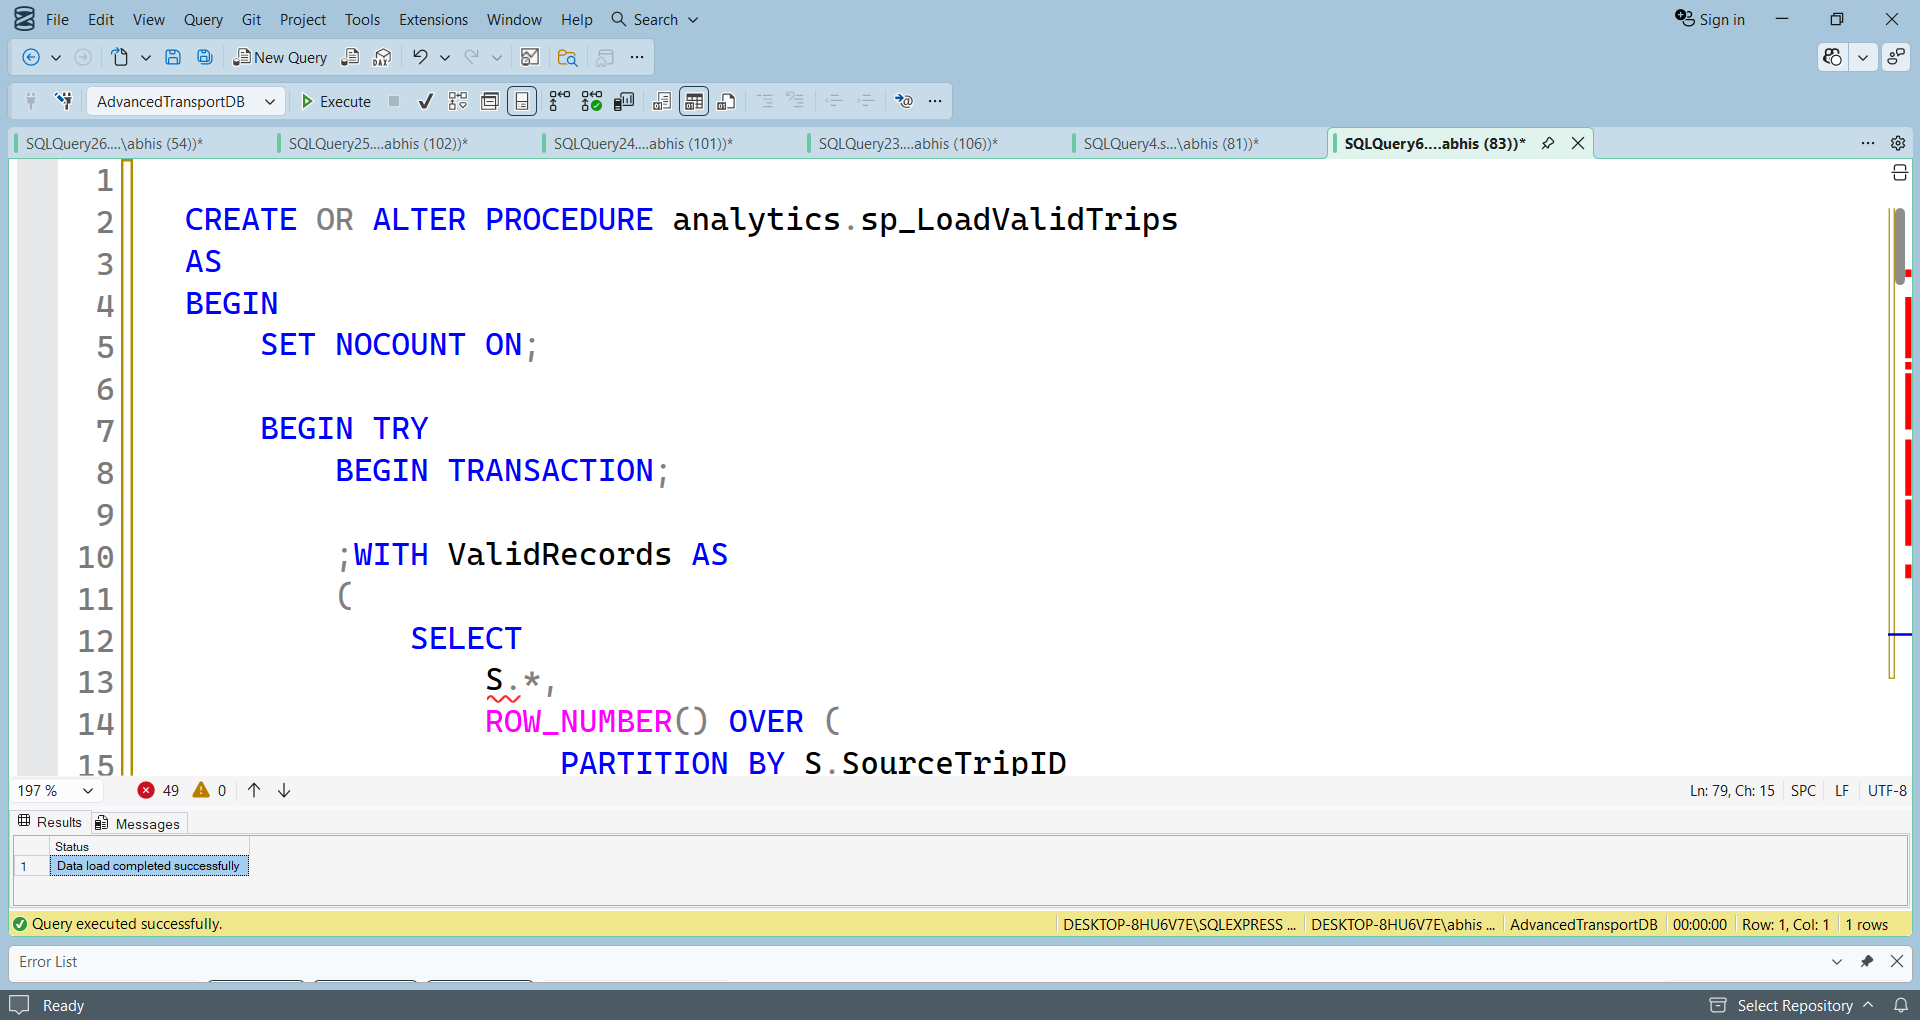 File Edit View Query Git Project Tools Extensions Window Help Search Sign in
New Query DAX
AdvancedTransportDB Execute
SQLQuery26....\abhis (54))* SQLQuery25....abhis (102))* SQLQuery24....abhis (101))* SQLQuery23....abhis (106))* SQLQuery4.s...\abhis (81))* SQLQuery6....abhis (83))*
1
2 CREATE OR ALTER PROCEDURE analytics.sp_LoadValidTrips
3 AS
4 BEGIN
5 SET NOCOUNT ON;
6
7 BEGIN TRY
8 BEGIN TRANSACTION;
9
10 ;WITH ValidRecords AS
11 (
12 SELECT
13 S.*,
14 ROW_NUMBER() OVER (
15 PARTITION BY S.SourceTripID
197 % 49 0 Ln: 79, Ch: 15 SPC LF UTF-8
Results Messages
Status
1 Data load completed successfully
Query executed successfully. DESKTOP-8HU6V7E\SQLEXPRESS ... DESKTOP-8HU6V7E\abhis ... AdvancedTransportDB 00:00:00 Row: 1, Col: 1 1 rows
Error List
Ready Select Repository